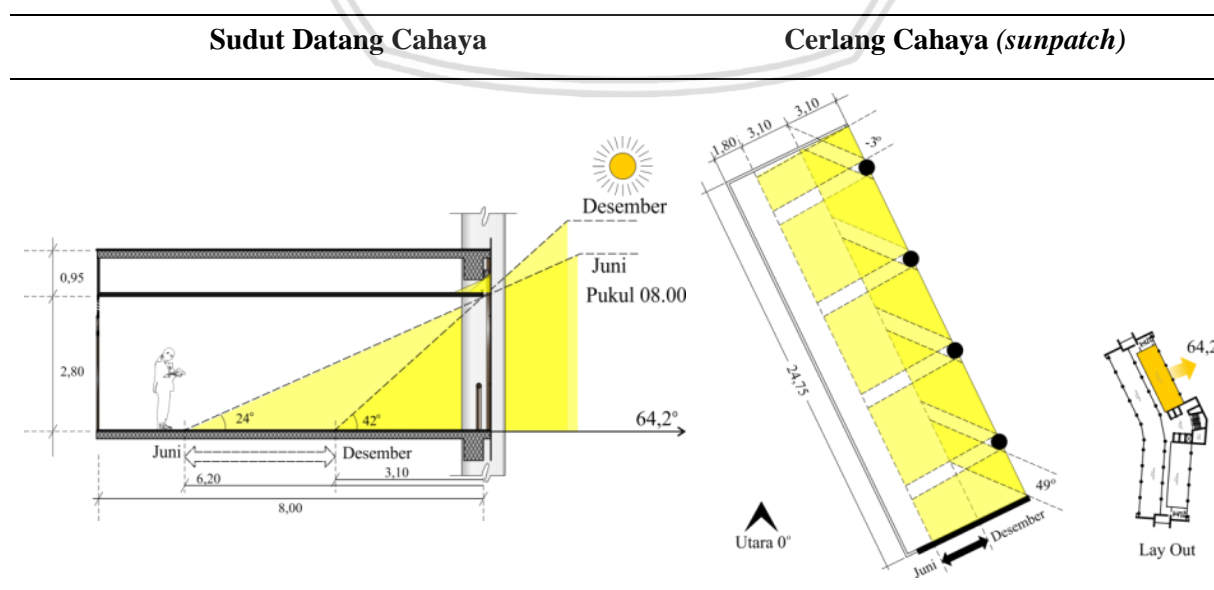 Sudut Datang Cahaya
Cerlang Cahaya (sunpatch)
Desember
Juni
Pukul 08.00
0,95
2,80
24°
42°
64,2°
Juni
Desember
6,20
3,10
8,00
1,80
3,10
3,10
-3°
24,75
49°
Utara 0°
Juni
Desember
64,2
Lay Out